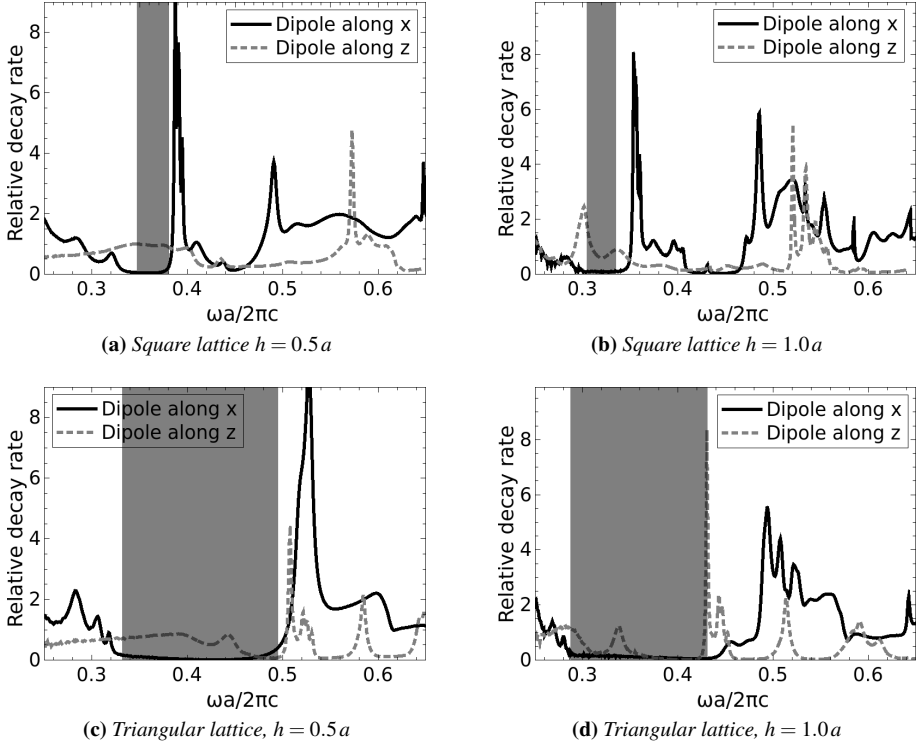 Relative decay rate
8
6
4
2
0
Dipole along x
Dipole along z
0.3 0.4 0.5 0.6
ωa/2πc
(a) Square lattice h = 0.5a
Relative decay rate
8
6
4
2
0
Dipole along x
Dipole along z
0.3 0.4 0.5 0.6
ωa/2πc
(b) Square lattice h = 1.0a
Relative decay rate
8
6
4
2
0
Dipole along x
Dipole along z
0.3 0.4 0.5 0.6
ωa/2πc
(c) Triangular lattice, h = 0.5a
Relative decay rate
8
6
4
2
0
Dipole along x
Dipole along z
0.3 0.4 0.5 0.6
ωa/2πc
(d) Triangular lattice, h = 1.0a